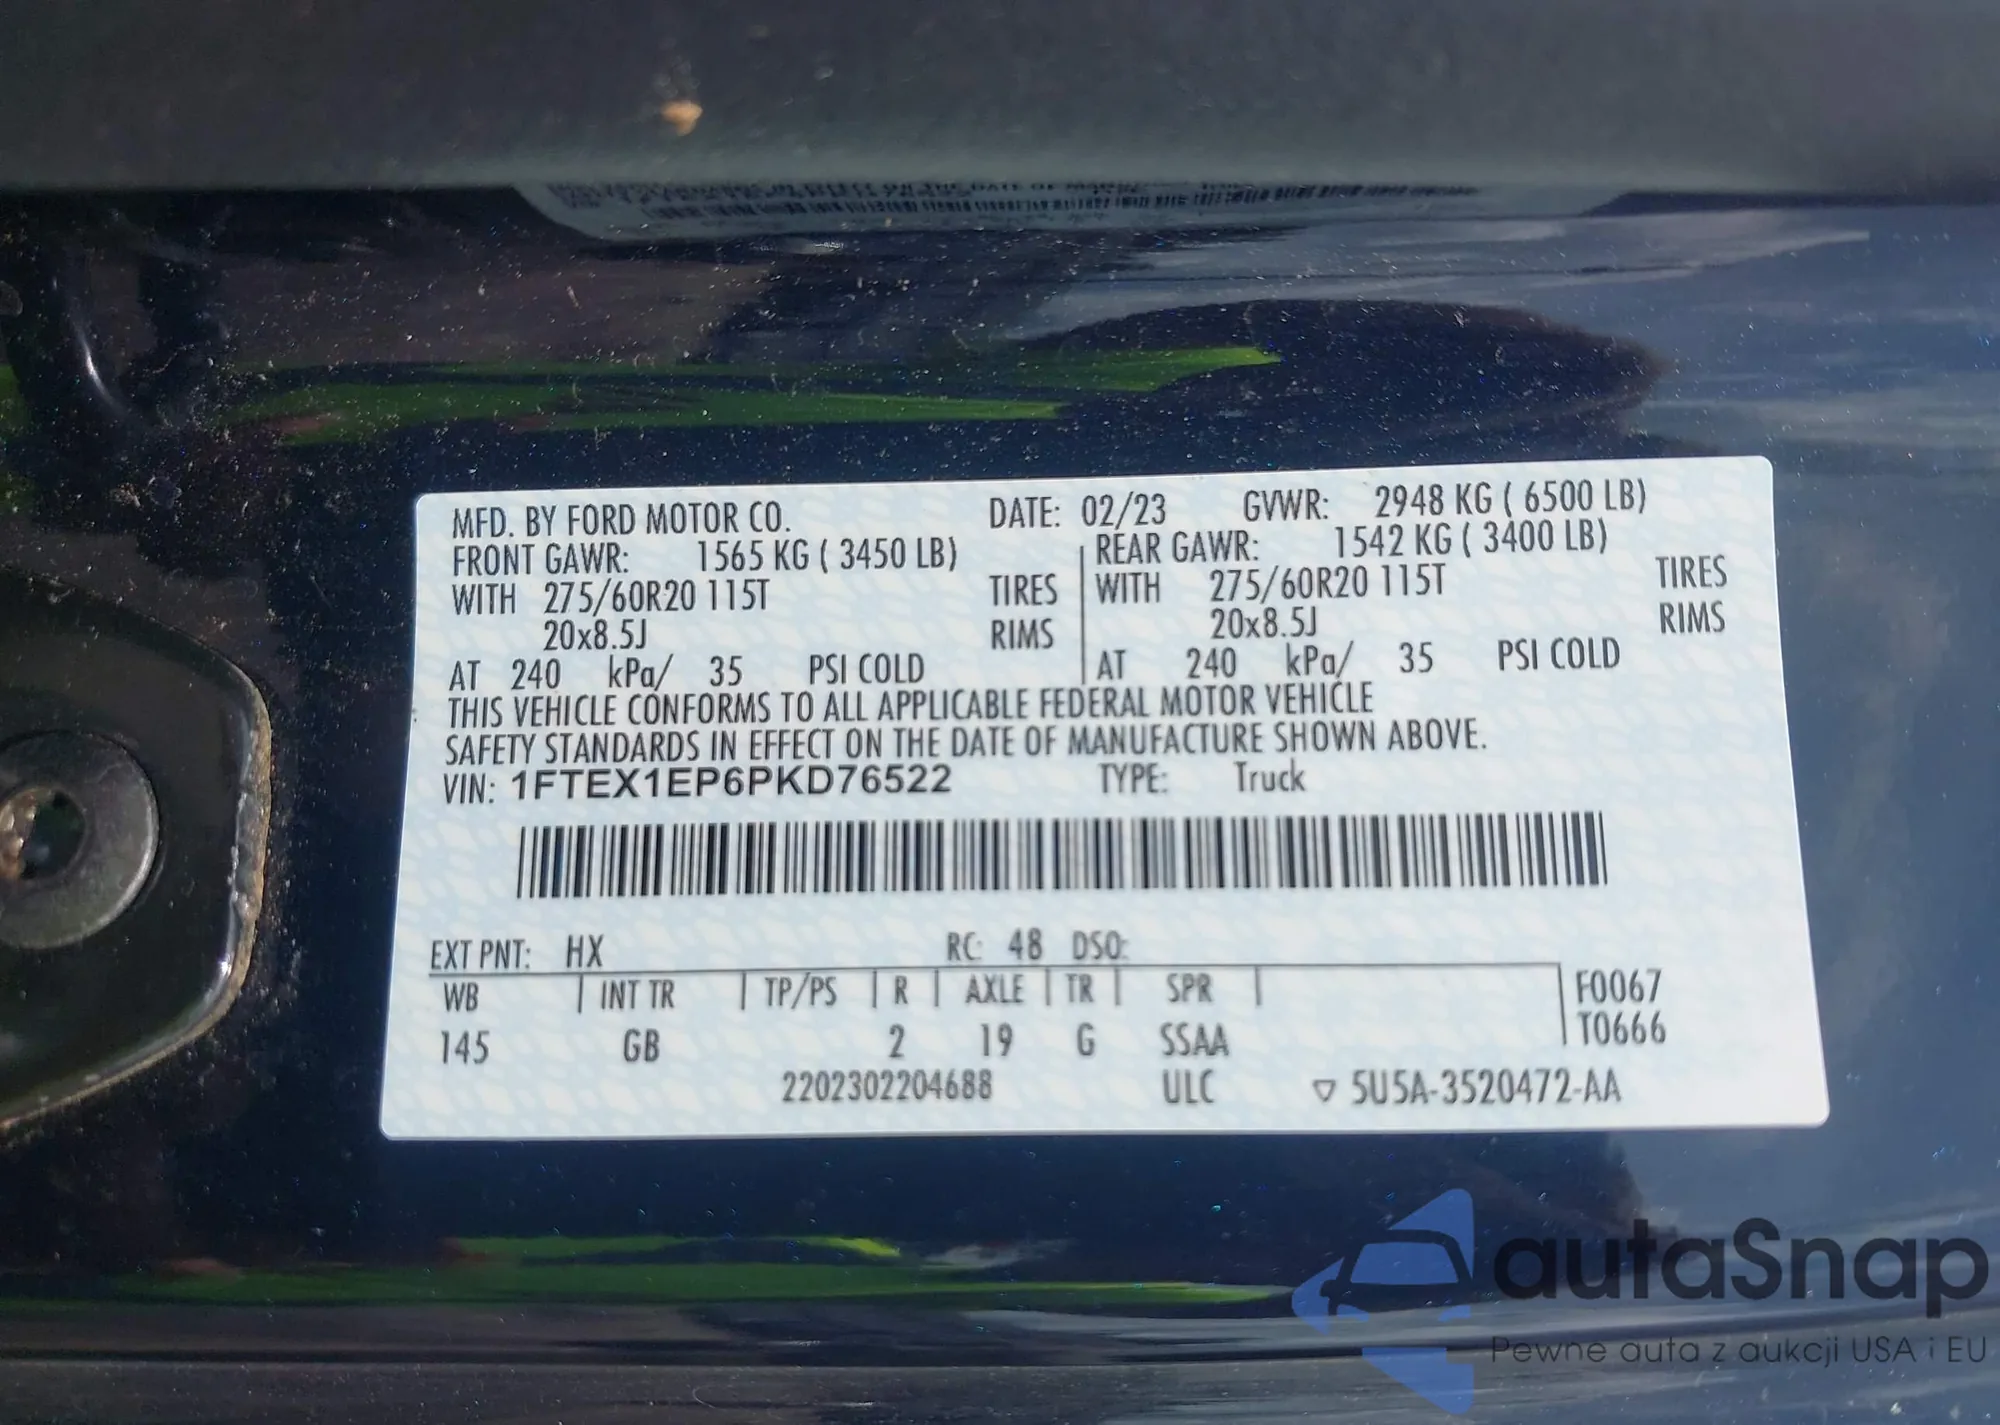 MFD. BY FORD MOTOR CO. DATE: 02/23 GVWR: 2948 KG ( 6500 LB)
FRONT GAWR: 1565 KG ( 3450 LB) REAR GAWR: 1542 KG ( 3400 LB)
WITH 275/60R20 115T TIRES WITH 275/60R20 115T TIRES
20x8.5J RIMS 20x8.5J RIMS
AT 240 kPa/ 35 PSI COLD AT 240 kPa/ 35 PSI COLD
THIS VEHICLE CONFORMS TO ALL APPLICABLE FEDERAL MOTOR VEHICLE
SAFETY STANDARDS IN EFFECT ON THE DATE OF MANUFACTURE SHOWN ABOVE.
VIN: 1FTEX1EP6PKD76522 TYPE: Truck
EXT PNT: HX RC: 48 DSO:
WB INT TR TP/PS R AXLE TR SPR F0067
145 GB 2 19 G SSAA T0666
2202302204688 ULC ▽ 5U5A-3520472-AA
autaSnap
Pewne auta z aukcji USA i EU